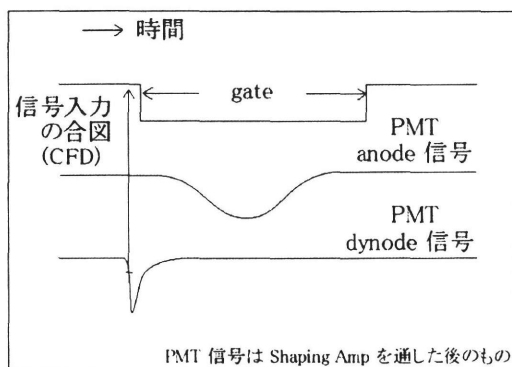 → 時間
gate
信号入力
の合図
(CFD)
PMT
anode 信号
PMT
dynode 信号
PMT 信号は Shaping Amp を通した後のもの